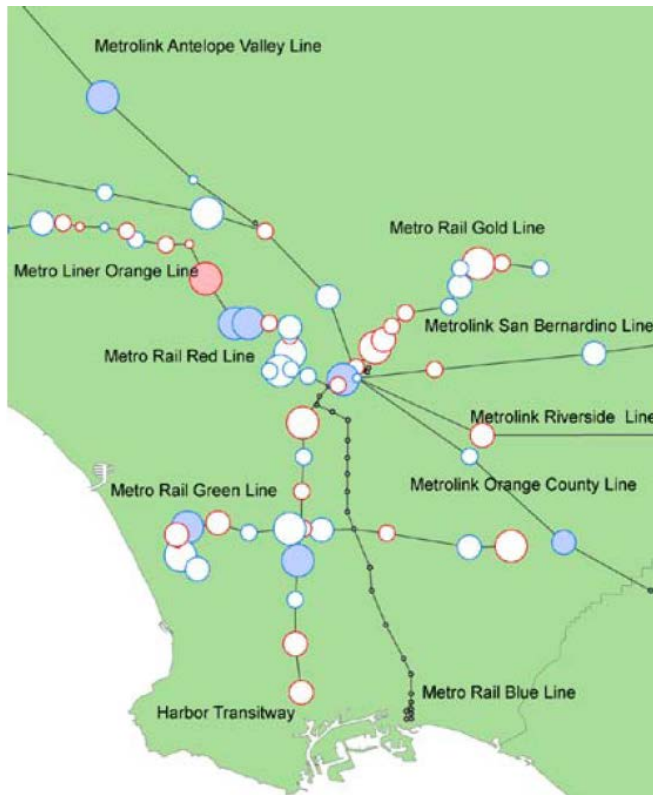 Metrolink Antelope Valley Line
Metro Rail Gold Line
Metro Liner Orange Line
Metrolink San Bernardino Line
Metro Rail Red Line
Metrolink Riverside Line
Metro Rail Green Line
Metrolink Orange County Line
Metro Rail Blue Line
Harbor Transitway